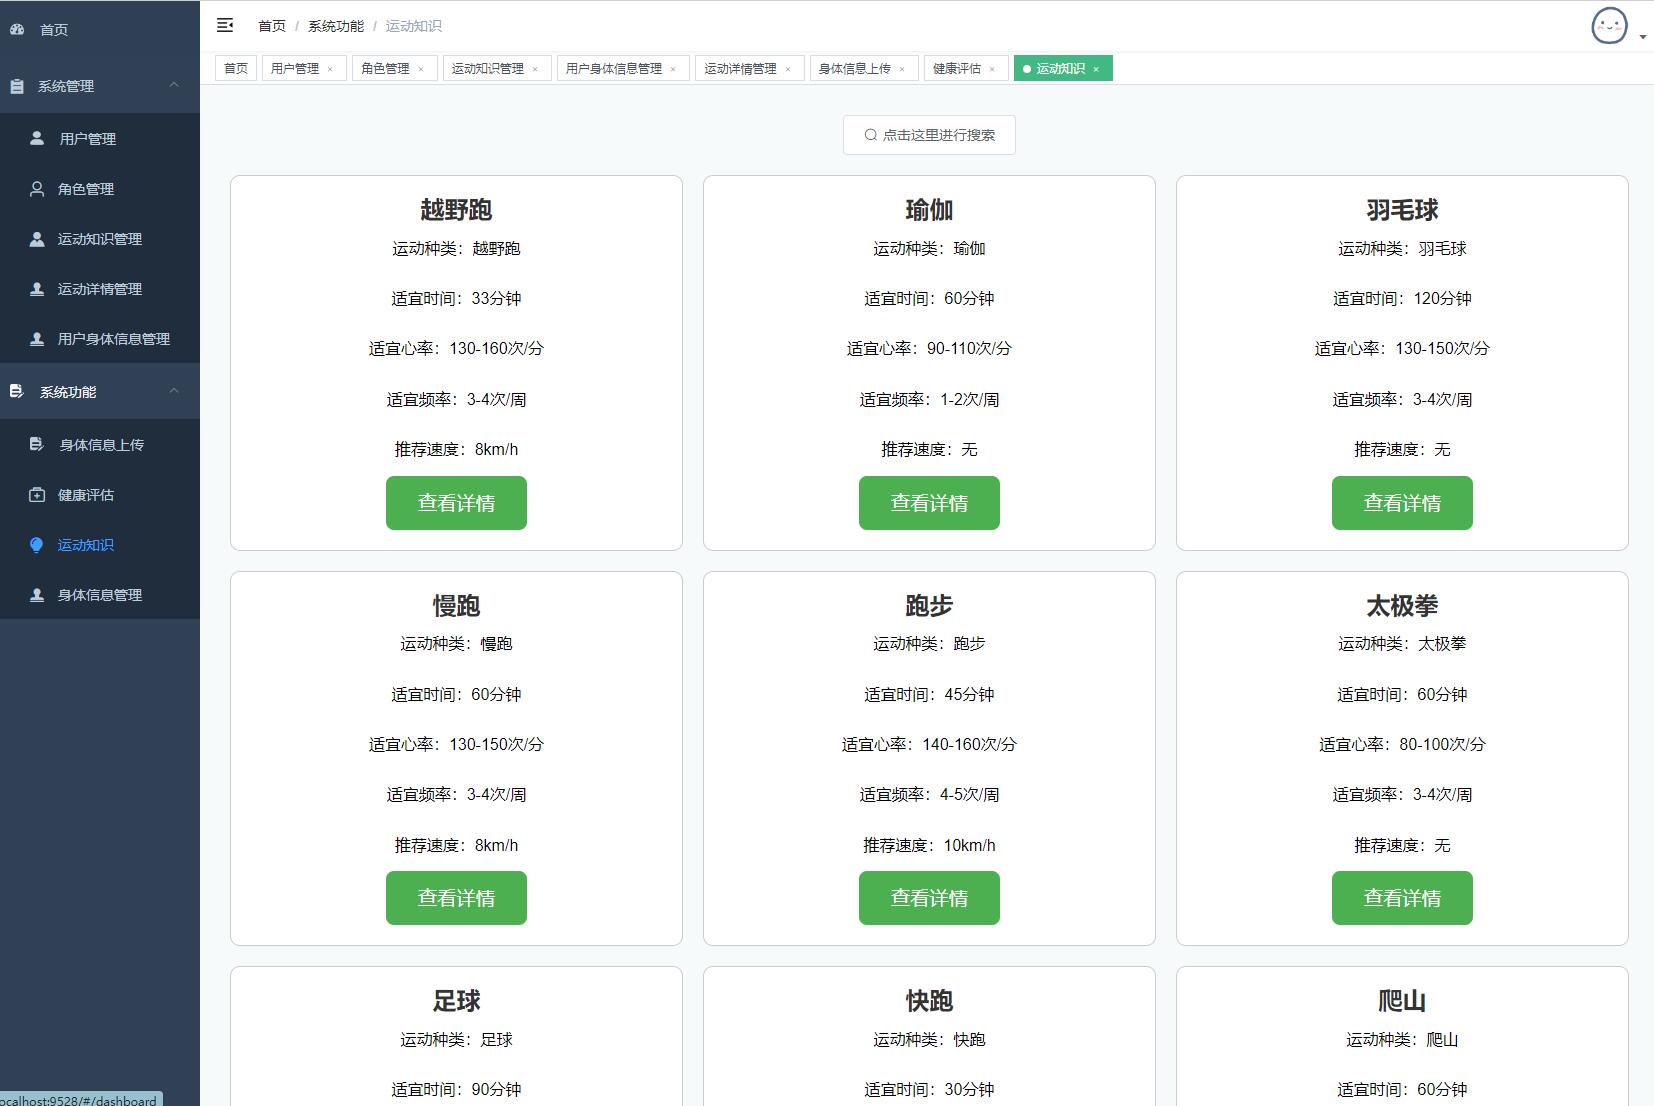 首页
系统管理
用户管理
角色管理
运动知识管理
运动详情管理
用户身体信息管理
系统功能
身体信息上传
健康评估
运动知识
身体信息管理
首页 / 系统功能 / 运动知识
首页 用户管理 × 角色管理 × 运动知识管理 × 用户身体信息管理 × 运动详情管理 × 身体信息上传 × 健康评估 × 运动知识 ×
点击这里进行搜索
越野跑
运动种类：越野跑
适宜时间：33分钟
适宜心率：130-160次/分
适宜频率：3-4次/周
推荐速度：8km/h
查看详情
瑜伽
运动种类：瑜伽
适宜时间：60分钟
适宜心率：90-110次/分
适宜频率：1-2次/周
推荐速度：无
查看详情
羽毛球
运动种类：羽毛球
适宜时间：120分钟
适宜心率：130-150次/分
适宜频率：3-4次/周
推荐速度：无
查看详情
慢跑
运动种类：慢跑
适宜时间：60分钟
适宜心率：130-150次/分
适宜频率：3-4次/周
推荐速度：8km/h
查看详情
跑步
运动种类：跑步
适宜时间：45分钟
适宜心率：140-160次/分
适宜频率：4-5次/周
推荐速度：10km/h
查看详情
太极拳
运动种类：太极拳
适宜时间：60分钟
适宜心率：80-100次/分
适宜频率：3-4次/周
推荐速度：无
查看详情
足球
运动种类：足球
适宜时间：90分钟
快跑
运动种类：快跑
适宜时间：30分钟
爬山
运动种类：爬山
适宜时间：60分钟
ocalhost:9528/#/dashboard